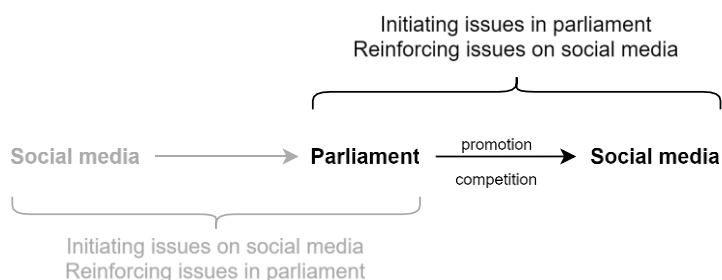 Initiating issues in parliament
Reinforcing issues on social media
Social media
Parliament
promotion
competition
Social media
Initiating issues on social media
Reinforcing issues in parliament